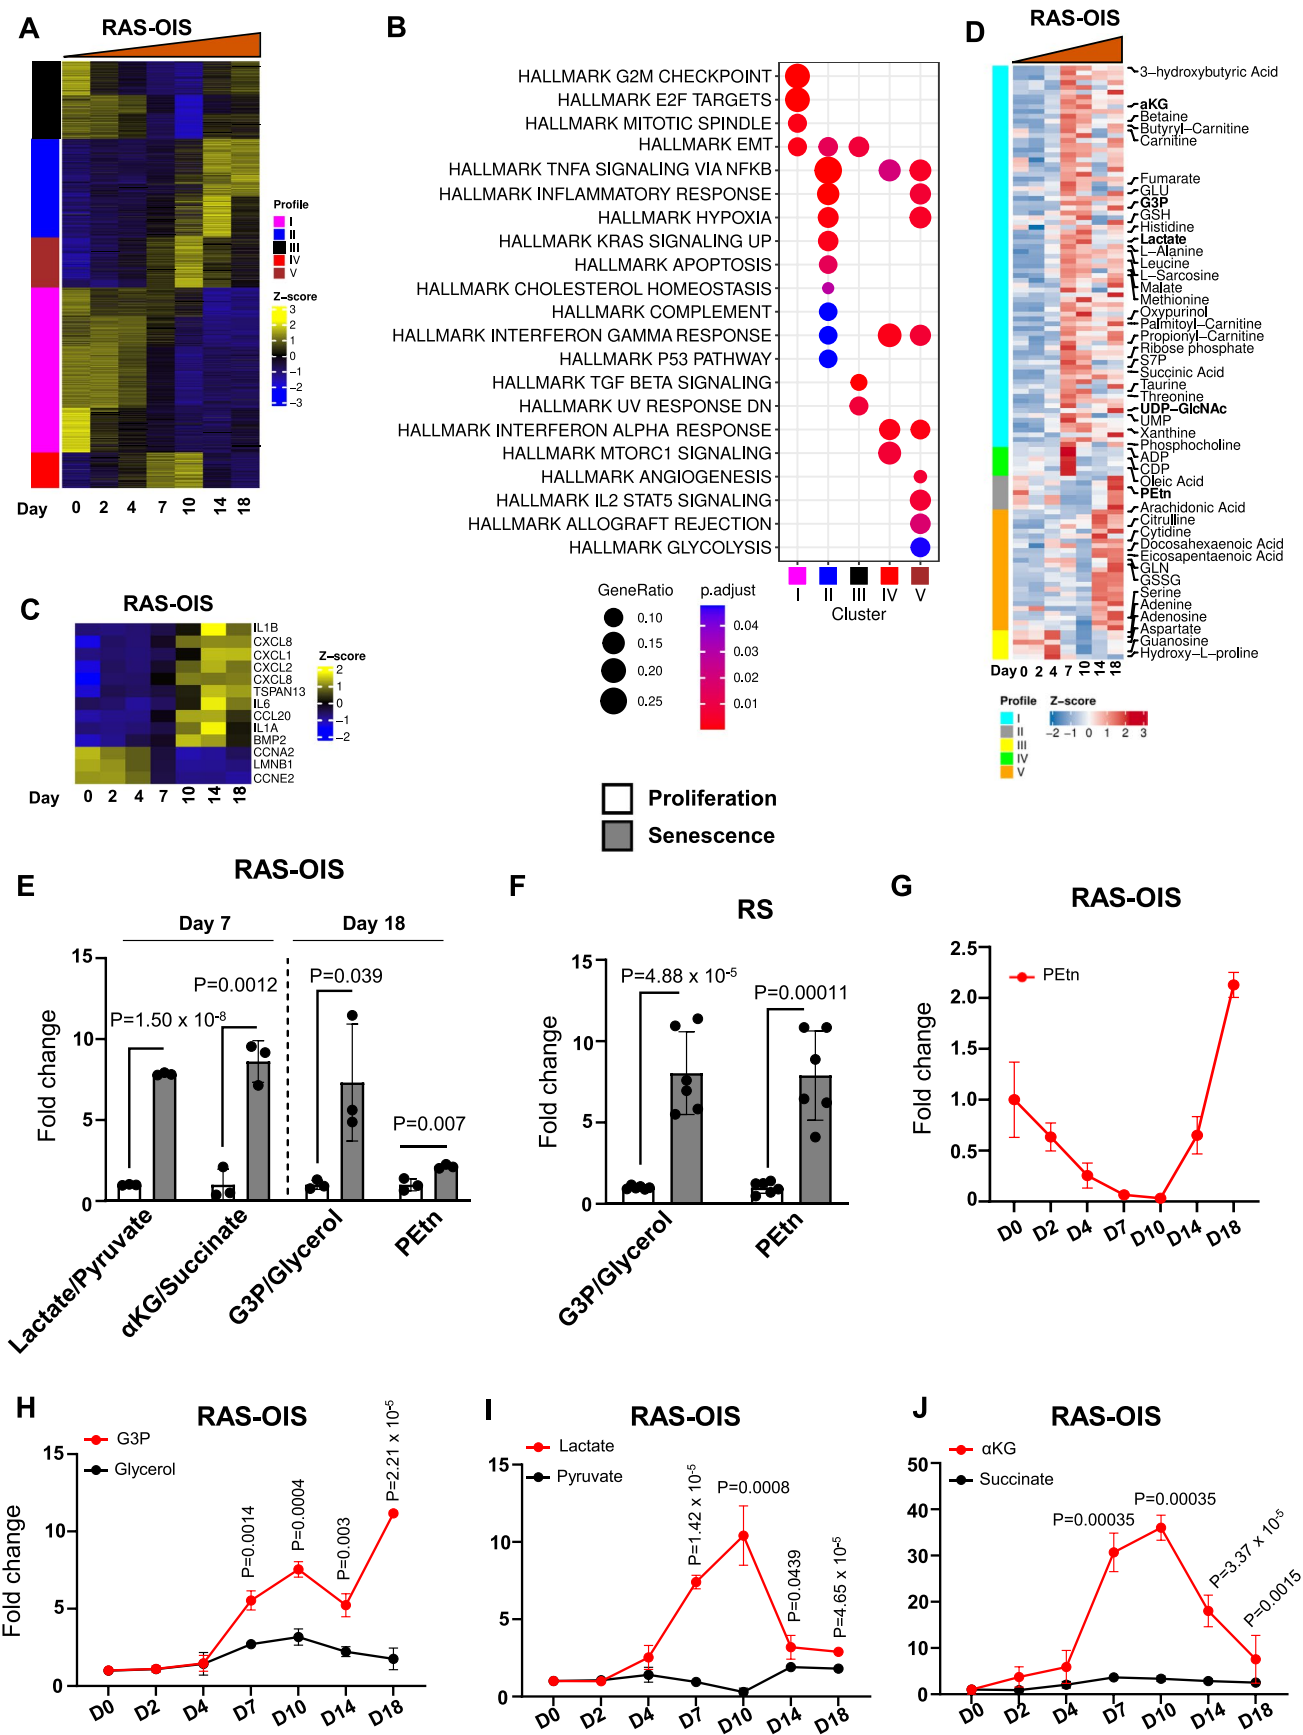 A
RAS-OIS
Profile
I
II
III
IV
V
Z−score
3
2
1
0
−1
−2
−3
Day 0 2 4 7 10 14 18
B
HALLMARK G2M CHECKPOINT
HALLMARK E2F TARGETS
HALLMARK MITOTIC SPINDLE
HALLMARK EMT
HALLMARK TNFA SIGNALING VIA NFKB
HALLMARK INFLAMMATORY RESPONSE
HALLMARK HYPOXIA
HALLMARK KRAS SIGNALING UP
HALLMARK APOPTOSIS
HALLMARK CHOLESTEROL HOMEOSTASIS
HALLMARK COMPLEMENT
HALLMARK INTERFERON GAMMA RESPONSE
HALLMARK P53 PATHWAY
HALLMARK TGF BETA SIGNALING
HALLMARK UV RESPONSE DN
HALLMARK INTERFERON ALPHA RESPONSE
HALLMARK MTORC1 SIGNALING
HALLMARK ANGIOGENESIS
HALLMARK IL2 STAT5 SIGNALING
HALLMARK ALLOGRAFT REJECTION
HALLMARK GLYCOLYSIS
I II III IV V
Cluster
GeneRatio
0.10
0.15
0.20
0.25
p.adjust
0.04
0.03
0.02
0.01
C
RAS-OIS
IL1B
CXCL8
CXCL1
CXCL2
CXCL8
TSPAN13
IL6
CCL20
IL1A
BMP2
CCNA2
LMNB1
CCNE2
Z−score
2
1
0
−1
−2
Day 0 2 4 7 10 14 18
D
RAS-OIS
3−hydroxybutyric Acid
aKG
Betaine
Butyryl−Carnitine
Carnitine
Fumarate
GLU
G3P
GSH
Histidine
Lactate
L−Alanine
Leucine
L−Sarcosine
Malate
Methionine
Oxypurinol
Palmitoyl−Carnitine
Propionyl−Carnitine
Ribose phosphate
S7P
Succinic Acid
Taurine
Threonine
UDP−GlcNAc
UMP
Xanthine
Phosphocholine
ADP
CDP
Oleic Acid
PEtn
Arachidonic Acid
Citrulline
Cytidine
Docosahexaenoic Acid
Eicosapentaenoic Acid
GLN
GSSG
Serine
Adenine
Adenosine
Aspartate
Guanosine
Hydroxy−L−proline
Day 0 2 4 7 10 14 18
Profile
I
II
III
IV
V
Z−score
−2 −1 0 1 2 3
Proliferation
Senescence
E
RAS-OIS
Day 7
Day 18
Fold change
15
10
5
0
P=1.50 x 10-8
P=0.0012
P=0.039
P=0.007
Lactate/Pyruvate
αKG/Succinate
G3P/Glycerol
PEtn
F
RS
Fold change
15
10
5
0
P=4.88 x 10-5
P=0.00011
G3P/Glycerol
PEtn
G
RAS-OIS
PEtn
Fold change
2.5
2.0
1.5
1.0
0.5
0
D0 D2 D4 D7 D10 D14 D18
H
RAS-OIS
G3P
Glycerol
Fold change
15
10
5
0
P=0.0014
P=0.0004
P=0.003
P=2.21 x 10-5
D0 D2 D4 D7 D10 D14 D18
I
RAS-OIS
Lactate
Pyruvate
15
10
5
0
P=1.42 x 10-5
P=0.0008
P=0.0439
P=4.65 x 10-5
D0 D2 D4 D7 D10 D14 D18
J
RAS-OIS
αKG
Succinate
50
40
30
20
10
0
P=0.00035
P=0.00035
P=3.37 x 10-5
P=0.0015
D0 D2 D4 D7 D10 D14 D18